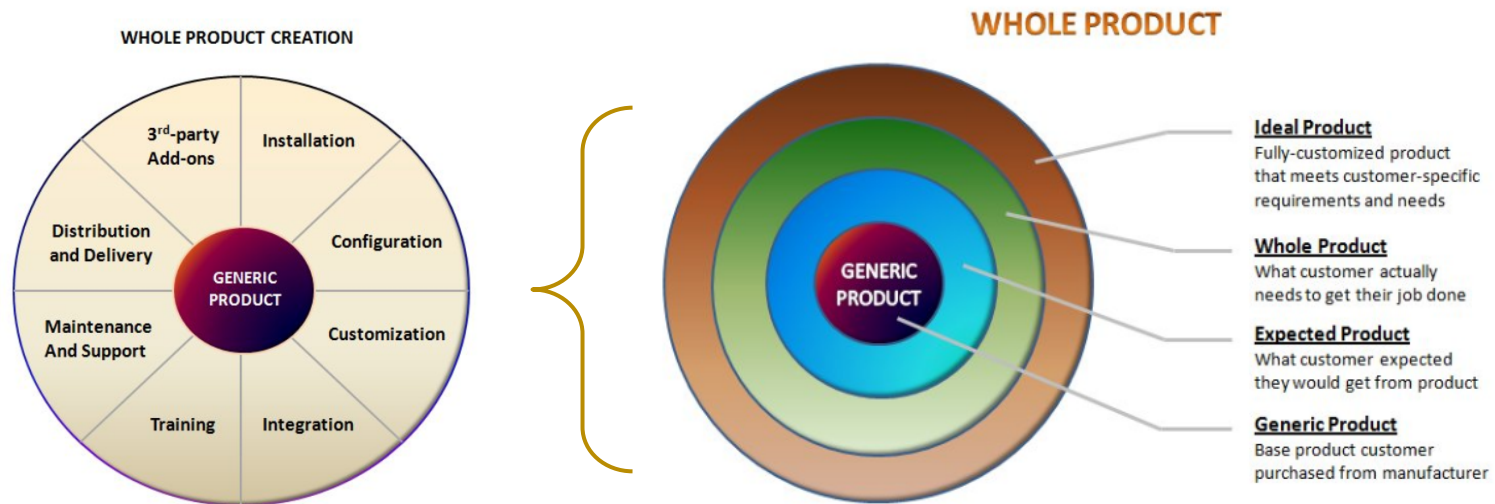 WHOLE PRODUCT CREATION
3rd-party
Add-ons
Installation
Distribution
and Delivery
Configuration
GENERIC
PRODUCT
Maintenance
And Support
Customization
Training
Integration
WHOLE PRODUCT
GENERIC
PRODUCT
Ideal Product
Fully-customized product
that meets customer-specific
requirements and needs
Whole Product
What customer actually
needs to get their job done
Expected Product
What customer expected
they would get from product
Generic Product
Base product customer
purchased from manufacturer